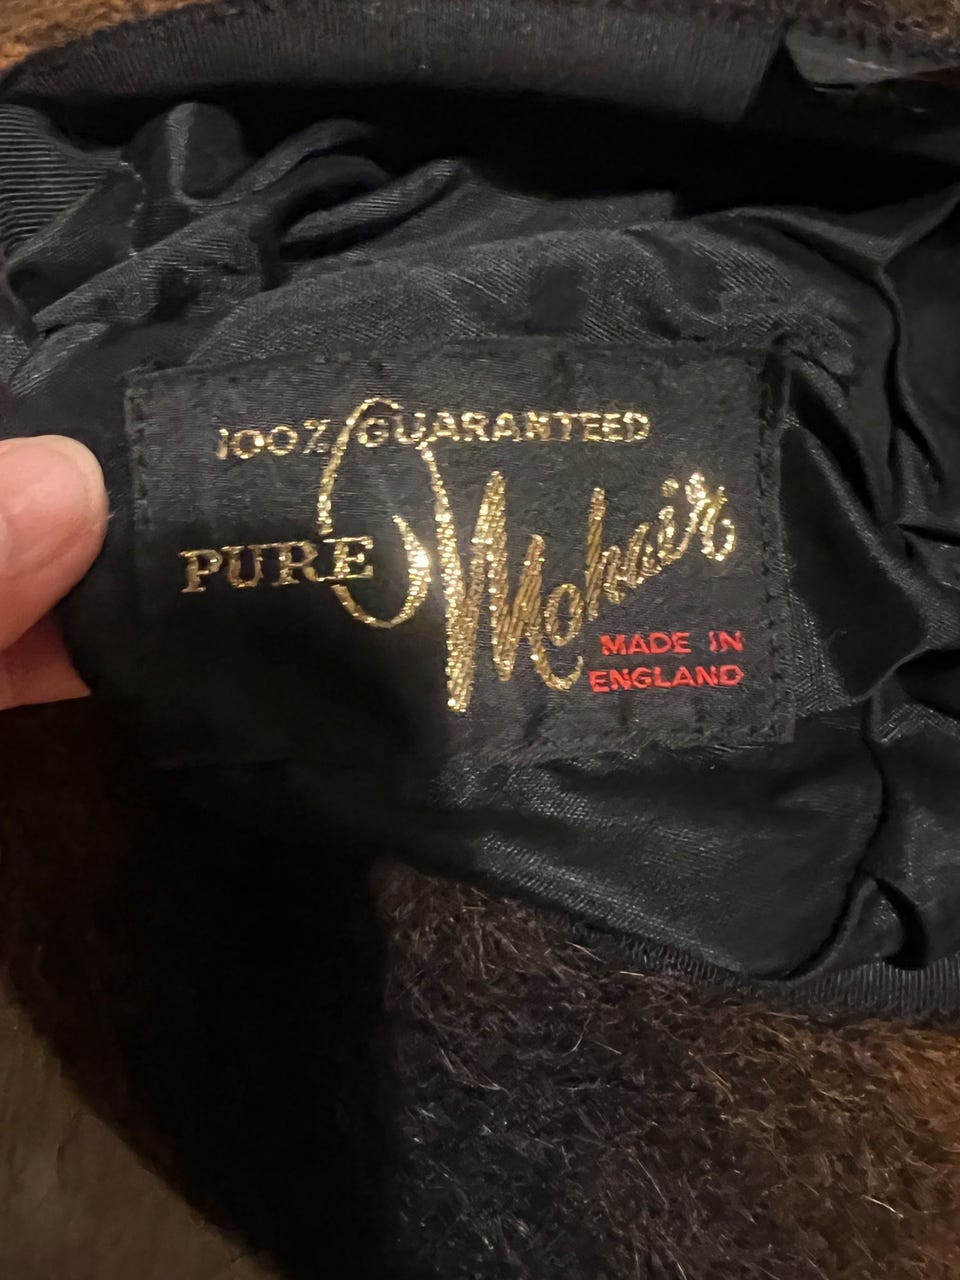 100% GUARANTEED
PURE Mohair
MADE IN
ENGLAND